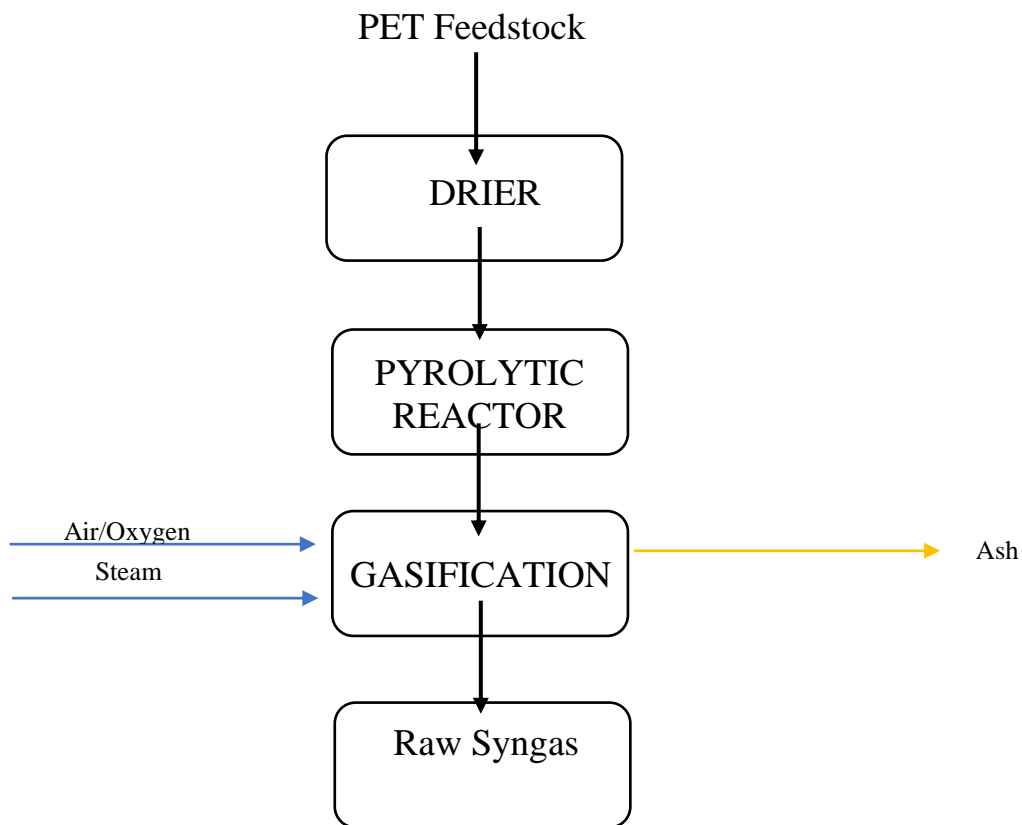 PET Feedstock
DRIER
PYROLYTIC
REACTOR
Air/Oxygen
Steam
GASIFICATION
Ash
Raw Syngas